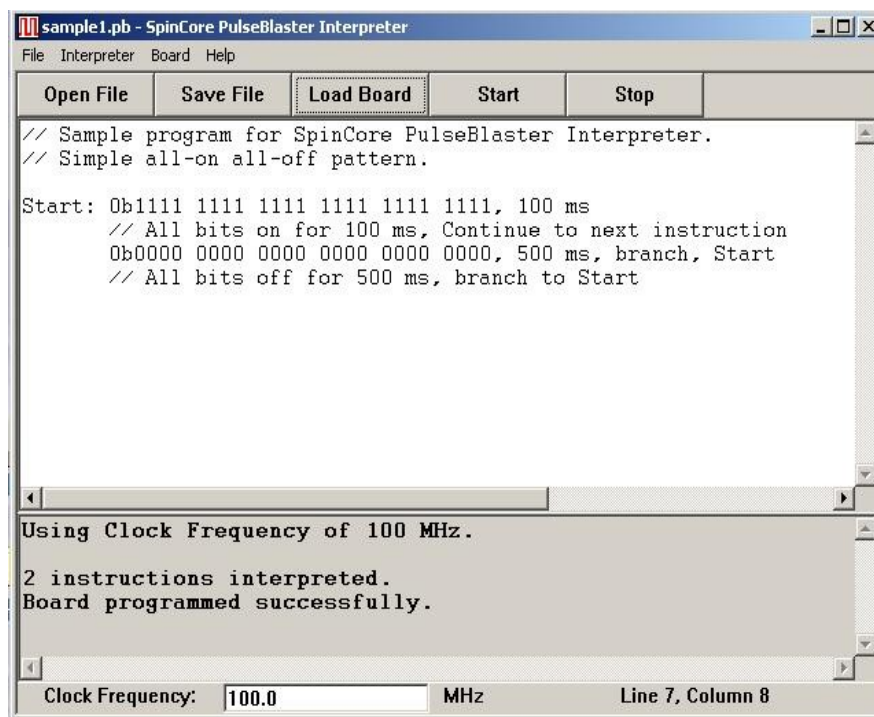 sample1.pb - SpinCore PulseBlaster Interpreter
File Interpreter Board Help
Open File Save File Load Board Start Stop
// Sample program for SpinCore PulseBlaster Interpreter.
// Simple all-on all-off pattern.
Start: 0b1111 1111 1111 1111 1111 1111, 100 ms
// All bits on for 100 ms, Continue to next instruction
0b0000 0000 0000 0000 0000 0000, 500 ms, branch, Start
// All bits off for 500 ms, branch to Start
Using Clock Frequency of 100 MHz.
2 instructions interpreted.
Board programmed successfully.
Clock Frequency: 100.0 MHz Line 7, Column 8